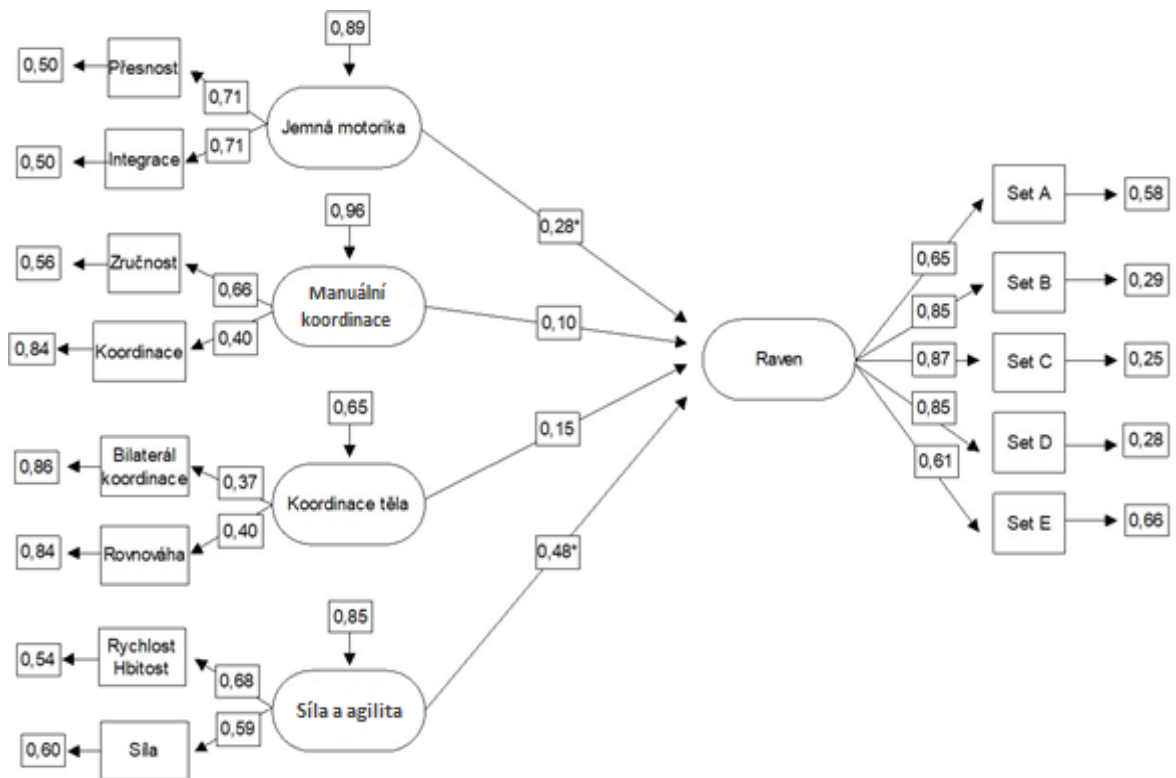 0,89
0,50
Přesnost
0,71
Jemná motorika
0,71
0,50
Integrace
0,96
0,28*
0,56
Zručnost
0,66
Manuální
koordinace
0,40
0,84
Koordinace
0,10
0,65
0,15
0,86
Bilaterál
koordinace
0,37
Koordinace těla
0,40
0,84
Rovnováha
0,48*
0,85
0,54
Rychlost
Hbitost
0,68
Síla a agilita
0,59
0,60
Síla
Raven
0,65
0,85
0,87
0,85
0,61
Set A
0,58
Set B
0,29
Set C
0,25
Set D
0,28
Set E
0,66